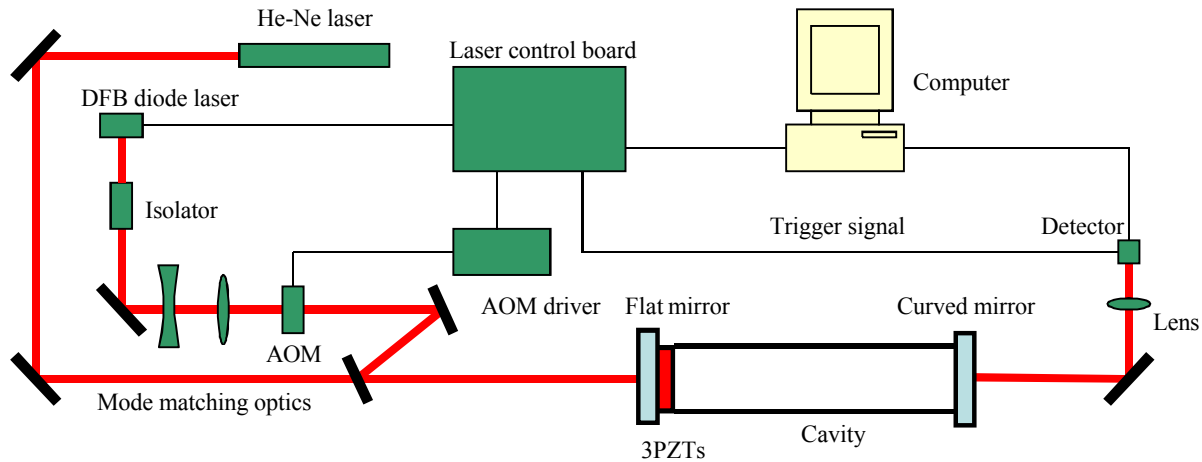 He-Ne laser
Laser control board
Computer
DFB diode laser
Isolator
Trigger signal
Detector
AOM driver
Flat mirror
Curved mirror
Lens
AOM
Mode matching optics
Cavity
3PZTs